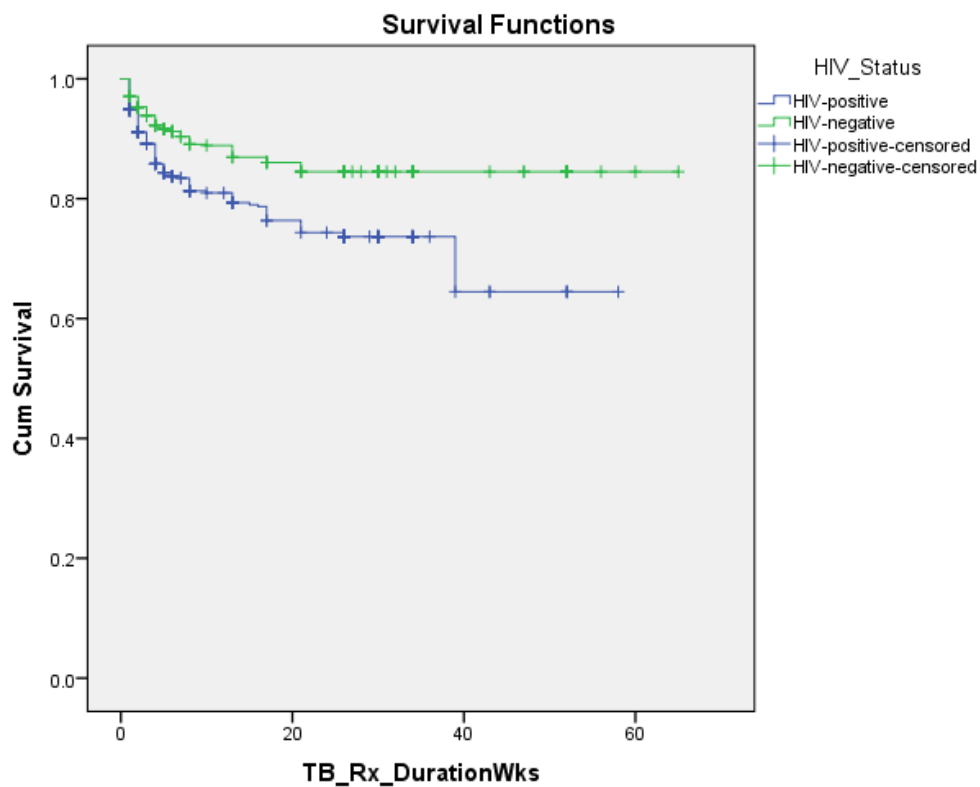 Survival Functions
HIV_Status
HIV-positive
HIV-negative
HIV-positive-censored
HIV-negative-censored
1.0
0.8
0.6
0.4
0.2
0.0
Cum Survival
0 20 40 60
TB_Rx_DurationWks